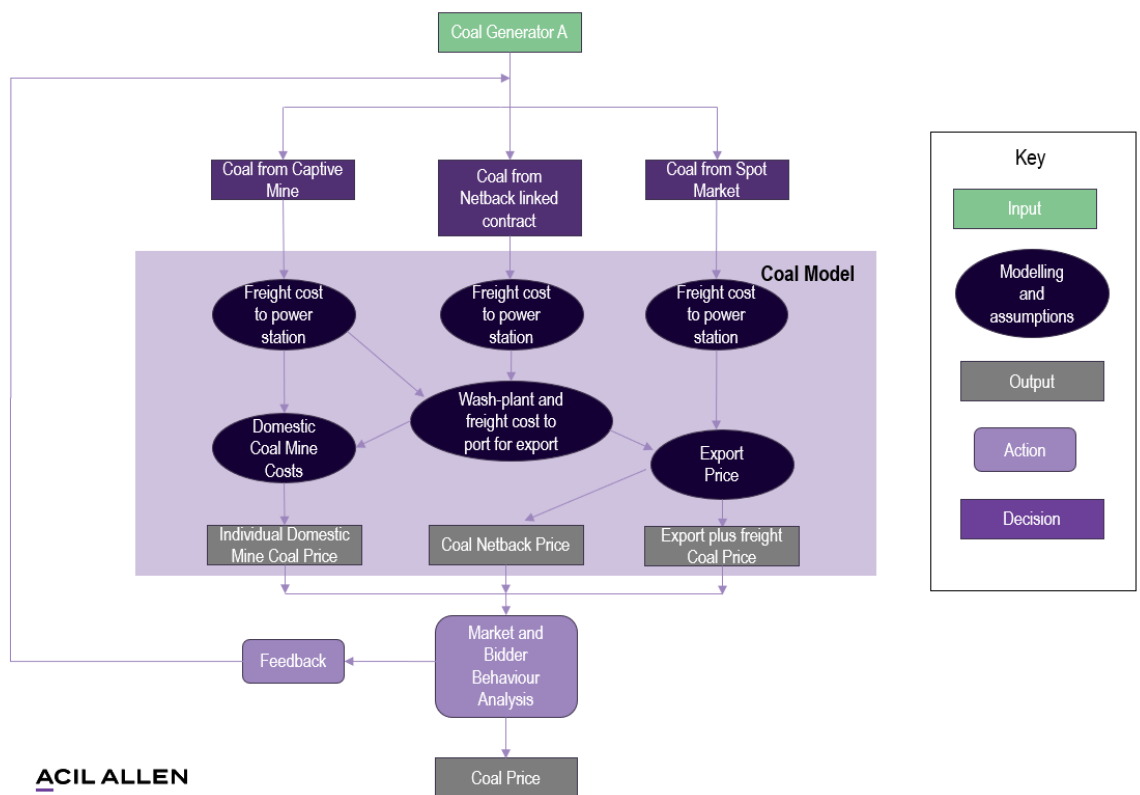 Coal Generator A
Coal from Captive
Mine
Coal from
Netback linked
contract
Coal from Spot
Market
Coal Model
Freight cost
to power
station
Freight cost
to power
station
Freight cost
to power
station
Domestic
Coal Mine
Costs
Wash-plant and
freight cost to
port for export
Export
Price
Individual Domestic
Mine Coal Price
Coal Netback Price
Export plus freight
Coal Price
Feedback
Market and
Bidder
Behaviour
Analysis
Coal Price
Key
Input
Modelling
and
assumptions
Output
Action
Decision
ACIL ALLEN